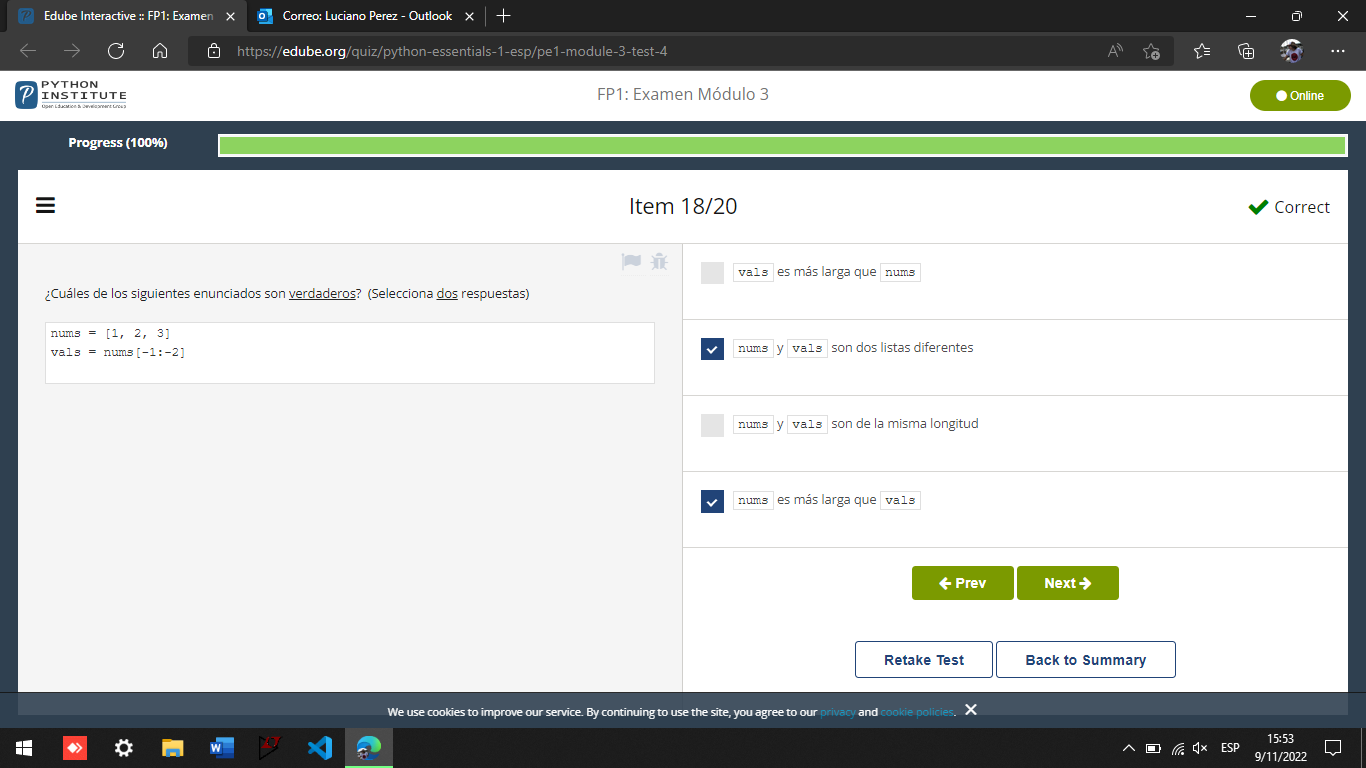 Edube Interactive :: FP1: Examen
Correo: Luciano Perez - Outlook
https://edube.org/quiz/python-essentials-1-esp/pe1-module-3-test-4
PYTHON
INSTITUTE
Open Education & Development Group
FP1: Examen Módulo 3
Online
Progress (100%)
Item 18/20
Correct
¿Cuáles de los siguientes enunciados son verdaderos? (Selecciona dos respuestas)
nums = [1, 2, 3]
vals = nums[-1:-2]
vals es más larga que nums
nums y vals son dos listas diferentes
nums y vals son de la misma longitud
nums es más larga que vals
Prev
Next
Retake Test
Back to Summary
We use cookies to improve our service. By continuing to use the site, you agree to our privacy and cookie policies.
ESP
15:53
9/11/2022